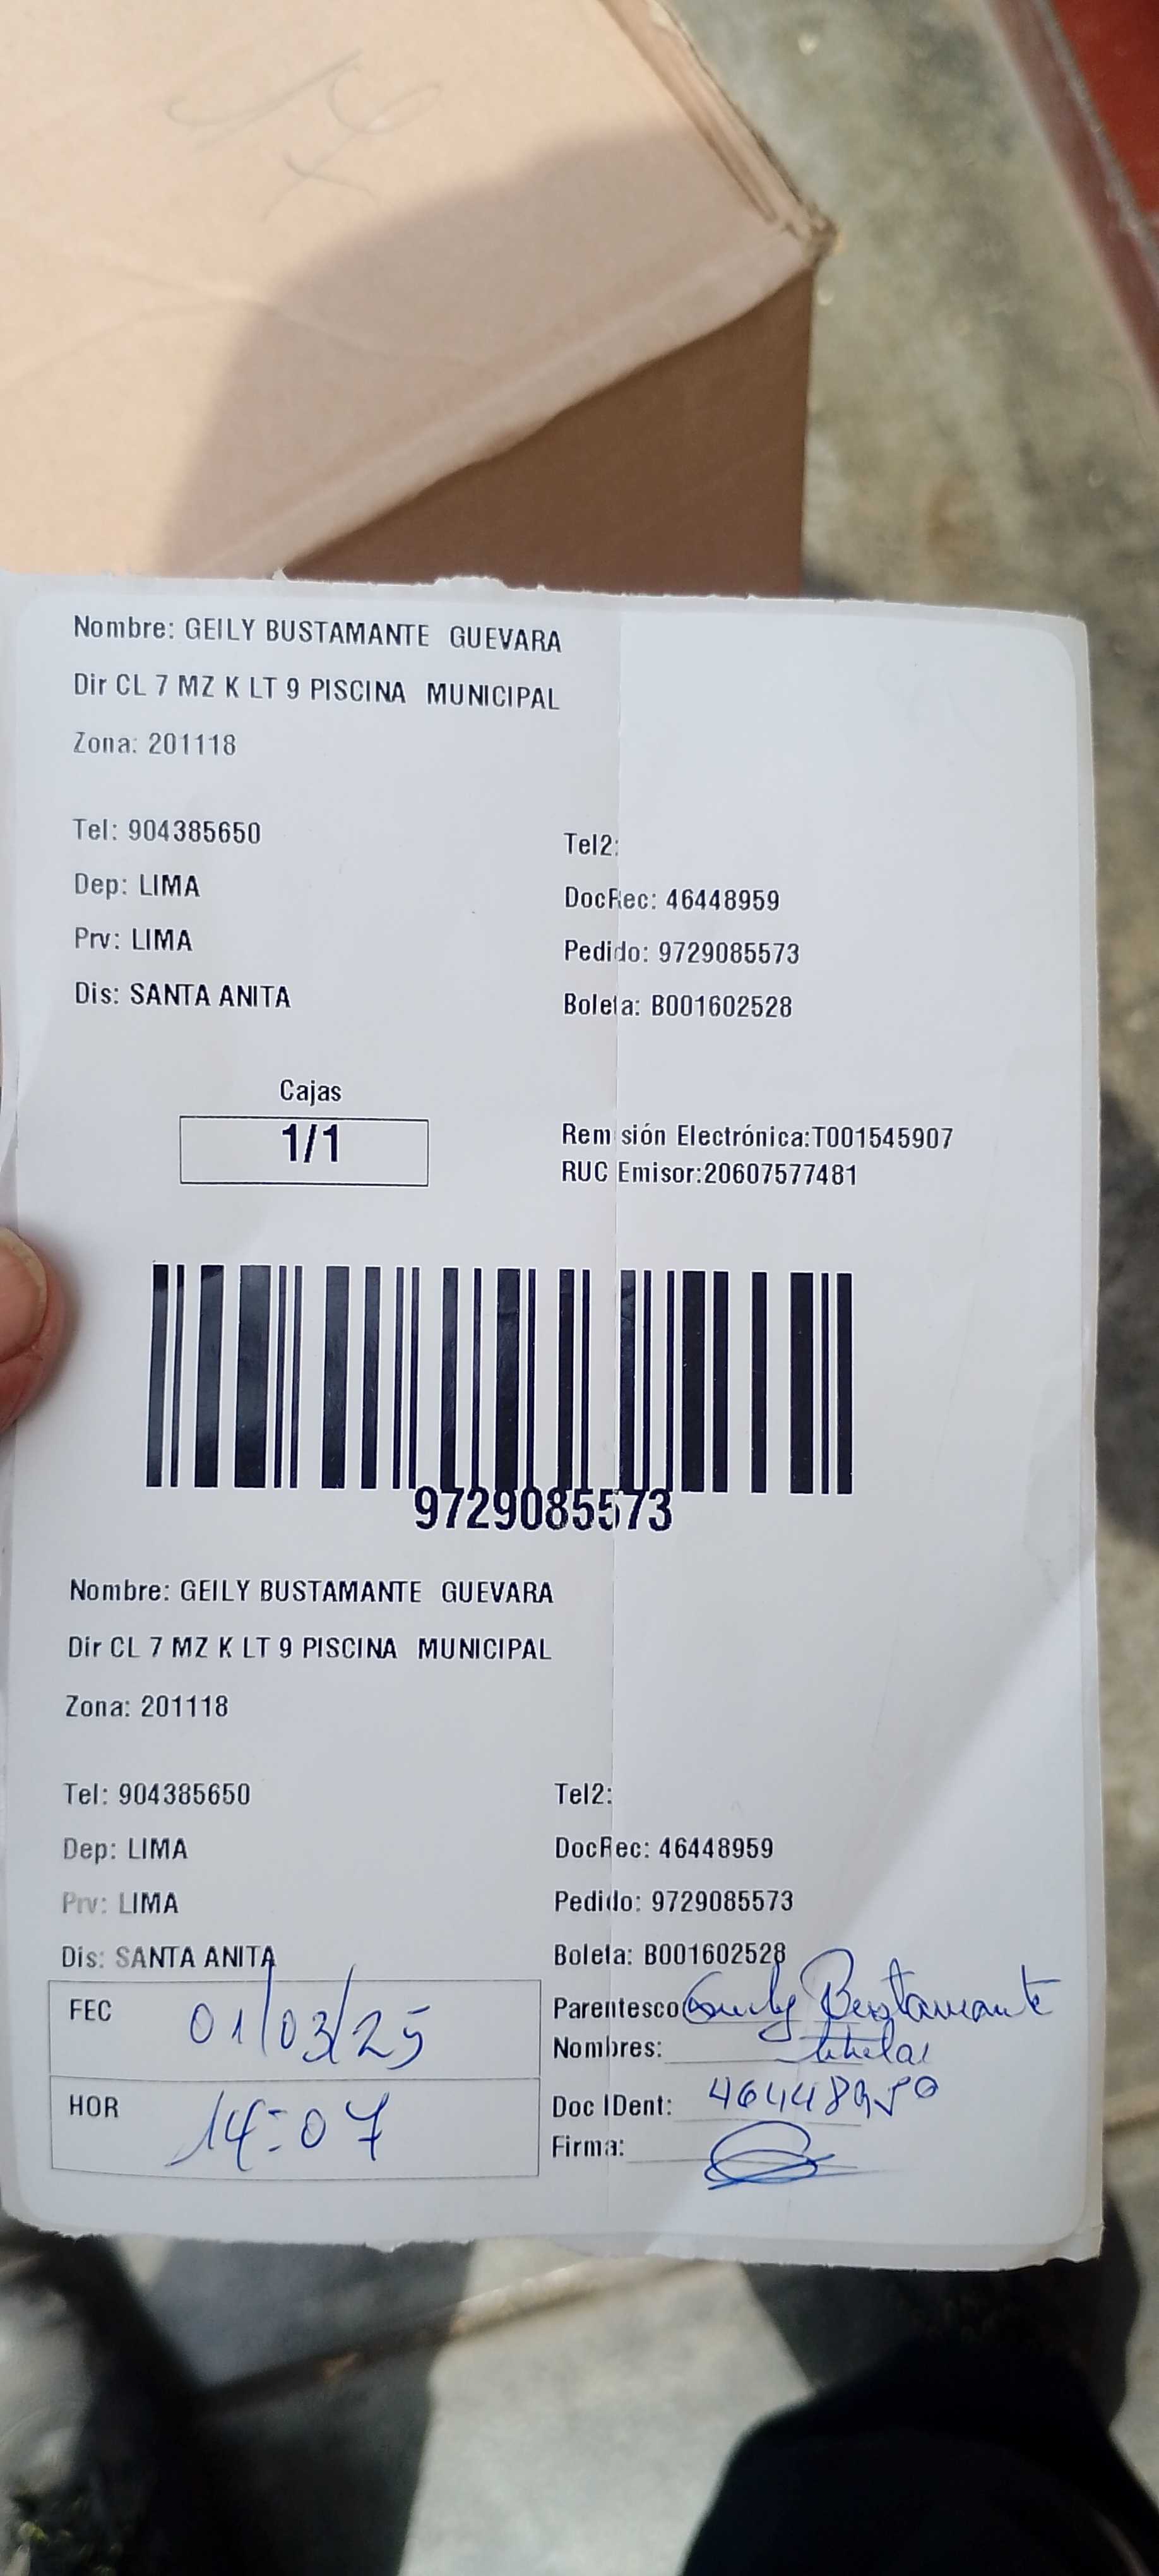 Nombre: GEILY BUSTAMANTE GUEVARA
Dir CL 7 MZ K LT 9 PISCINA MUNICIPAL
Zona: 201118
Tel: 904385650 Tel2:
Dep: LIMA DocRec: 46448959
Prv: LIMA Pedido: 9729085573
Dis: SANTA ANITA Boleta: B001602528
Cajas
1/1
Remisión Electrónica:T001545907
RUC Emisor:20607577481
9729085573
Nombre: GEILY BUSTAMANTE GUEVARA
Dir CL 7 MZ K LT 9 PISCINA MUNICIPAL
Zona: 201118
Tel: 904385650 Tel2:
Dep: LIMA DocRec: 46448959
Prv: LIMA Pedido: 9729085573
Dis: SANTA ANITA Boleta: B001602528
FEC 01/03/25 Parentesco Bustamante
Nombres: titular
HOR 14:07 Doc IDent:
Firma: